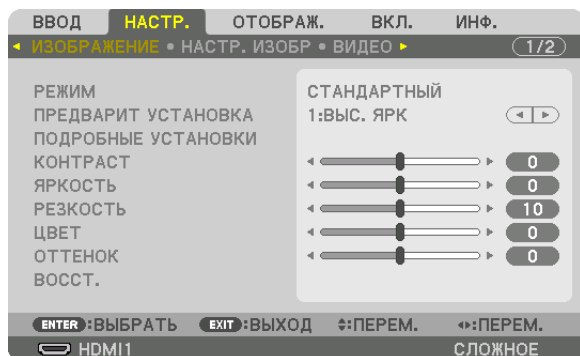 ВВОД НАСТР. ОТОБРАЖ. ВКЛ. ИНФ.
ИЗОБРАЖЕНИЕ • НАСТР. ИЗОБР • ВИДЕО 1/2
РЕЖИМ СТАНДАРТНЫЙ
ПРЕДВАРИТ УСТАНОВКА 1:ВЫС. ЯРК
ПОДРОБНЫЕ УСТАНОВКИ
КОНТРАСТ 0
ЯРКОСТЬ 0
РЕЗКОСТЬ 10
ЦВЕТ 0
ОТТЕНОК 0
ВОССТ.
ENTER:ВЫБРАТЬ EXIT:ВЫХОД :ПЕРЕМ. :ПЕРЕМ.
HDMI1 СЛОЖНОЕ